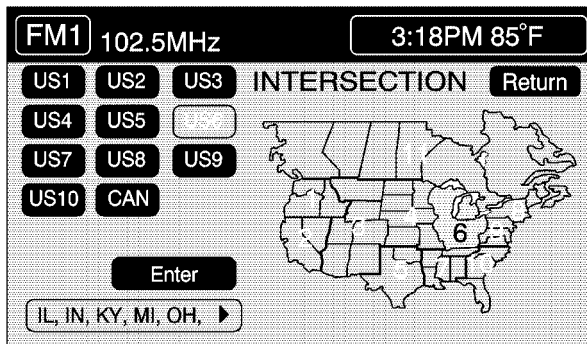 FM1 102.5MHz 3:18PM 85°F
US1 US2 US3 INTERSECTION Return
US4 US5 US6
US7 US8 US9
US10 CAN
6
Enter
IL, IN, KY, MI, OH,